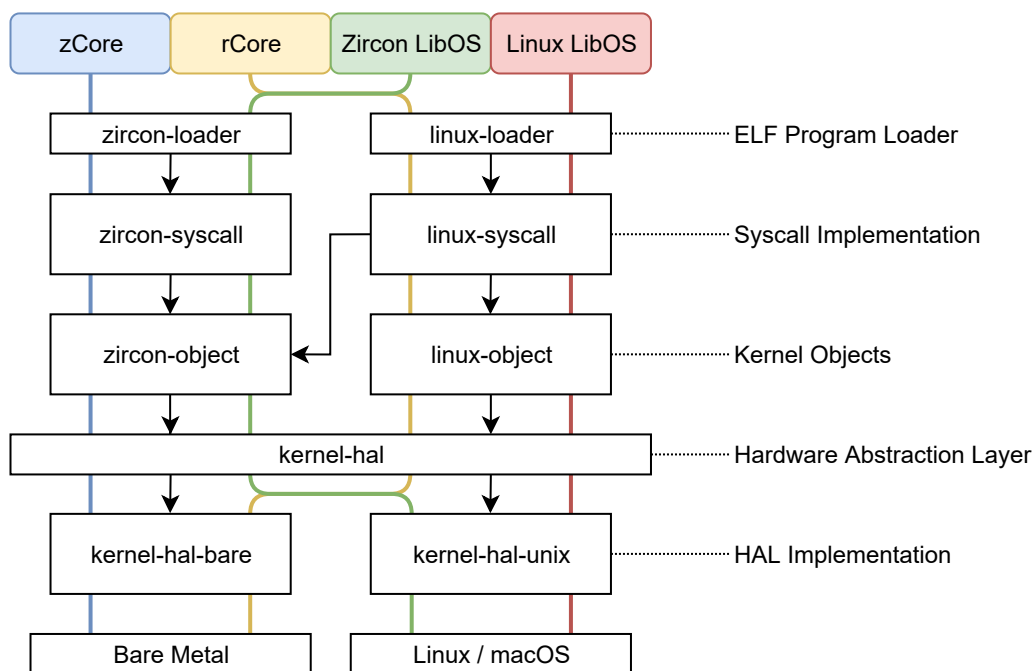 zCore
rCore
Zircon LibOS
Linux LibOS
zircon-loader
linux-loader
ELF Program Loader
zircon-syscall
linux-syscall
Syscall Implementation
zircon-object
linux-object
Kernel Objects
kernel-hal
Hardware Abstraction Layer
kernel-hal-bare
kernel-hal-unix
HAL Implementation
Bare Metal
Linux / macOS